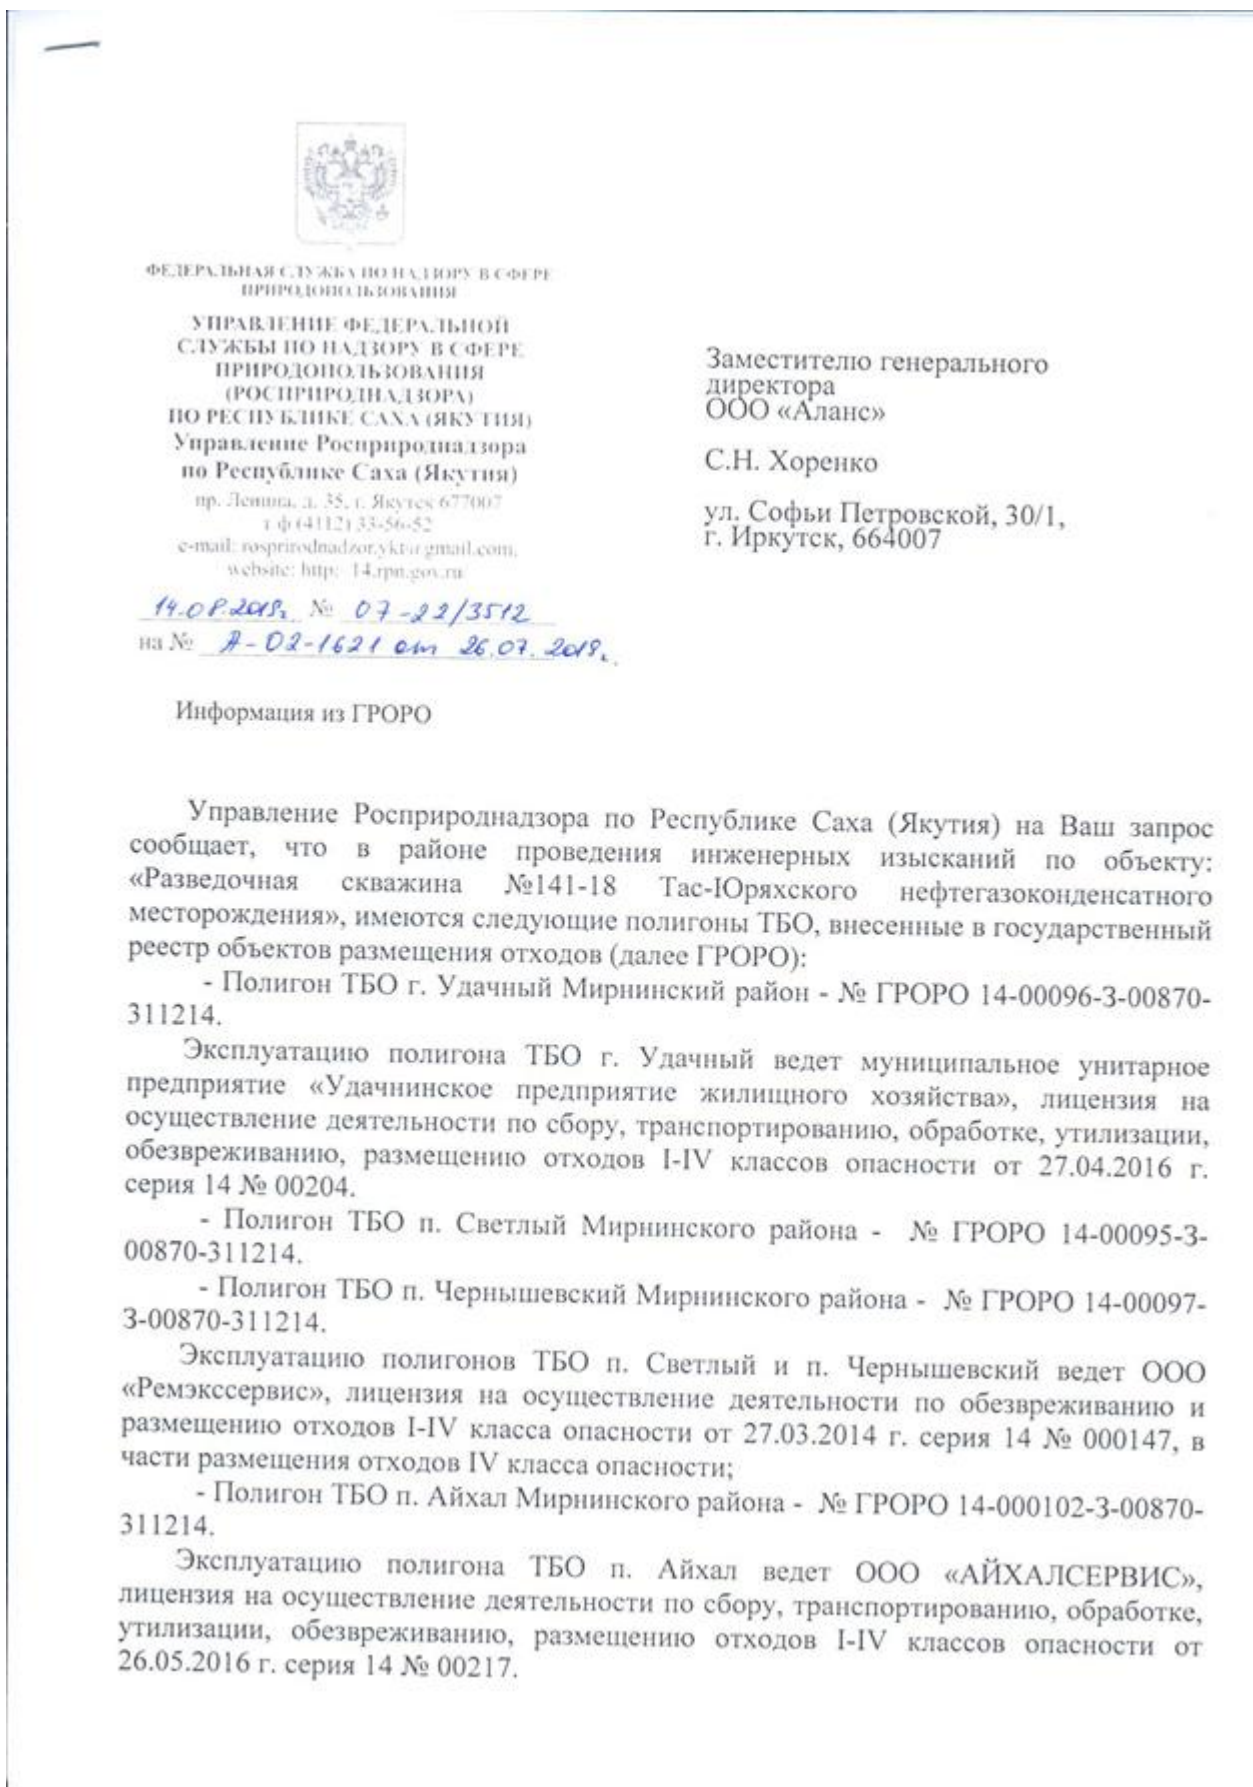 ФЕДЕРАЛЬНАЯ СЛУЖБА ПО НАДЗОРУ В СФЕРЕ
ПРИРОДОПОЛЬЗОВАНИЯ
УПРАВЛЕНИЕ ФЕДЕРАЛЬНОЙ
СЛУЖБЫ ПО НАДЗОРУ В СФЕРЕ
ПРИРОДОПОЛЬЗОВАНИЯ
(РОСПРИРОДНАДЗОРА)
ПО РЕСПУБЛИКЕ САХА (ЯКУТИЯ)
Управление Росприроднадзора
по Республике Саха (Якутия)
пр. Ленина, д. 35, г. Якутск 677007
т/ф (4112) 33-56-52
e-mail: rosprirodnadzor.ykt@gmail.com,
website: http: 14.rpn.gov.ru
14.08.2019г. № 07-22/3512
на № А-02-1621 от 26.07.2019г.
Заместителю генерального
директора
ООО «Аланс»
С.Н. Хоренко
ул. Софьи Петровской, 30/1,
г. Иркутск, 664007
Информация из ГРОРО
Управление Росприроднадзора по Республике Саха (Якутия) на Ваш запрос
сообщает, что в районе проведения инженерных изысканий по объекту:
«Разведочная скважина №141-18 Тас-Юряхского нефтегазоконденсатного
месторождения», имеются следующие полигоны ТБО, внесенные в государственный
реестр объектов размещения отходов (далее ГРОРО):
- Полигон ТБО г. Удачный Мирнинский район - № ГРОРО 14-00096-З-00870-
311214.
Эксплуатацию полигона ТБО г. Удачный ведет муниципальное унитарное
предприятие «Удачнинское предприятие жилищного хозяйства», лицензия на
осуществление деятельности по сбору, транспортированию, обработке, утилизации,
обезвреживанию, размещению отходов I-IV классов опасности от 27.04.2016 г.
серия 14 № 00204.
- Полигон ТБО п. Светлый Мирнинского района - № ГРОРО 14-00095-З-
00870-311214.
- Полигон ТБО п. Чернышевский Мирнинского района - № ГРОРО 14-00097-
З-00870-311214.
Эксплуатацию полигонов ТБО п. Светлый и п. Чернышевский ведет ООО
«Ремэкссервис», лицензия на осуществление деятельности по обезвреживанию и
размещению отходов I-IV класса опасности от 27.03.2014 г. серия 14 № 000147, в
части размещения отходов IV класса опасности;
- Полигон ТБО п. Айхал Мирнинского района - № ГРОРО 14-000102-З-00870-
311214.
Эксплуатацию полигона ТБО п. Айхал ведет ООО «АЙХАЛСЕРВИС»,
лицензия на осуществление деятельности по сбору, транспортированию, обработке,
утилизации, обезвреживанию, размещению отходов I-IV классов опасности от
26.05.2016 г. серия 14 № 00217.